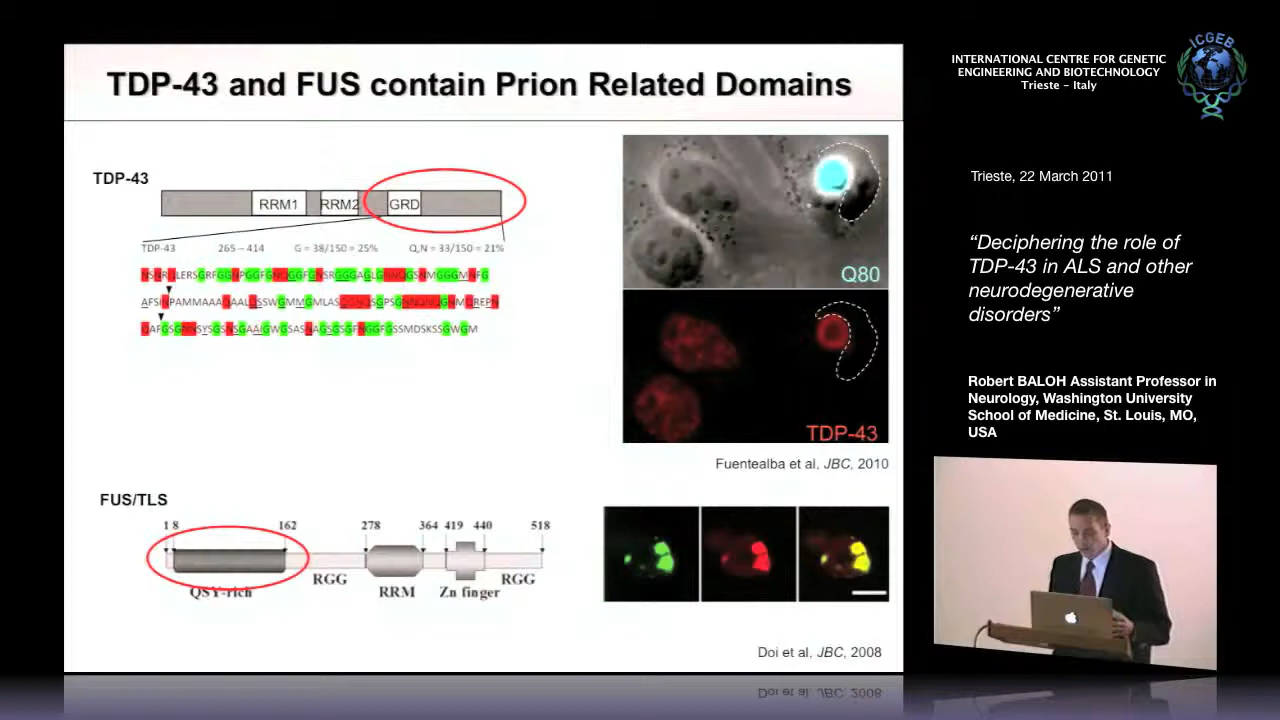 TDP-43 and FUS contain Prion Related Domains
TDP-43
RRM1 RRM2 GRD
TDP-43 265 – 414 G = 38/150 = 25% Q,N = 33/150 = 21%
Q80
TDP-43
Fuentealba et al, JBC, 2010
FUS/TLS
1 8 162 278 364 419 440 518
QSY-rich RGG RRM Zn finger RGG
Doi et al, JBC, 2008
INTERNATIONAL CENTRE FOR GENETIC
ENGINEERING AND BIOTECHNOLOGY
Trieste – Italy
ICGEB
Trieste, 22 March 2011
“Deciphering the role of
TDP-43 in ALS and other
neurodegenerative
disorders”
Robert BALOH Assistant Professor in
Neurology, Washington University
School of Medicine, St. Louis, MO,
USA